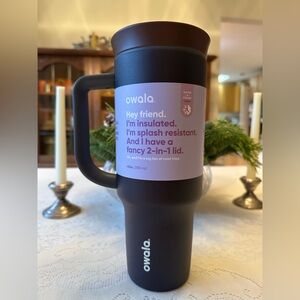 owala.
Hey friend.
I'm insulated.
I'm splash resistant.
And I have a
fancy 2-in-1 lid.
owala.